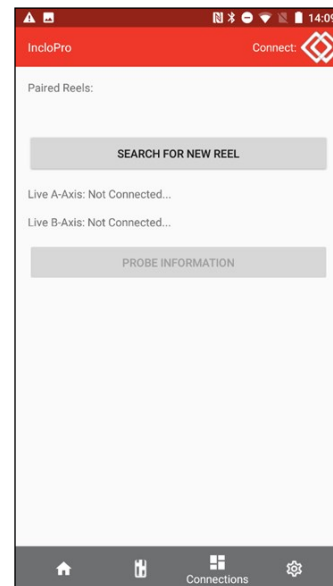 14:09
IncloPro Connect:
Paired Reels:
SEARCH FOR NEW REEL
Live A-Axis: Not Connected...
Live B-Axis: Not Connected...
PROBE INFORMATION
Connections